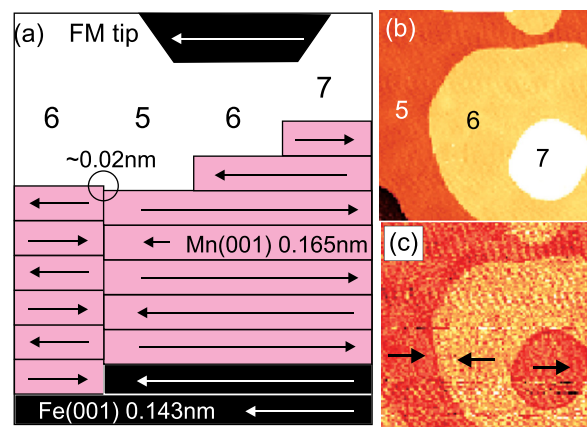 (a) FM tip
7
6 5 6
~0.02nm
Mn(001) 0.165nm
Fe(001) 0.143nm
(b)
5 6
7
(c)